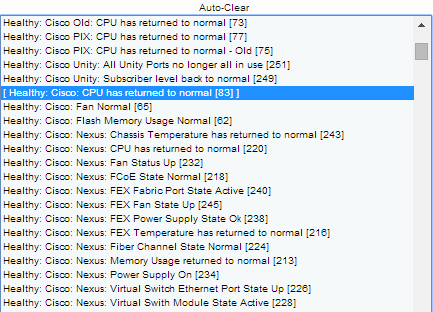 Auto-Clear
Healthy: Cisco Old: CPU has returned to normal [73]
Healthy: Cisco PIX: CPU has returned to normal [77]
Healthy: Cisco PIX: CPU has returned to normal - Old [75]
Healthy: Cisco Unity: All Unity Ports no longer all in use [251]
Healthy: Cisco Unity: Subscriber level back to normal [249]
[ Healthy: Cisco: CPU has returned to normal [83] ]
Healthy: Cisco: Fan Normal [65]
Healthy: Cisco: Flash Memory Usage Normal [62]
Healthy: Cisco: Nexus: Chassis Temperature has returned to normal [243]
Healthy: Cisco: Nexus: CPU has returned to normal [220]
Healthy: Cisco: Nexus: Fan Status Up [232]
Healthy: Cisco: Nexus: FCoE State Normal [218]
Healthy: Cisco: Nexus: FEX Fabric Port State Active [240]
Healthy: Cisco: Nexus: FEX Fan State Up [245]
Healthy: Cisco: Nexus: FEX Power Supply State Ok [238]
Healthy: Cisco: Nexus: FEX Temperature has returned to normal [216]
Healthy: Cisco: Nexus: Fiber Channel State Normal [224]
Healthy: Cisco: Nexus: Memory Usage returned to normal [213]
Healthy: Cisco: Nexus: Power Supply On [234]
Healthy: Cisco: Nexus: Virtual Switch Ethernet Port State Up [226]
Healthy: Cisco: Nexus: Virtual Swith Module State Active [228]